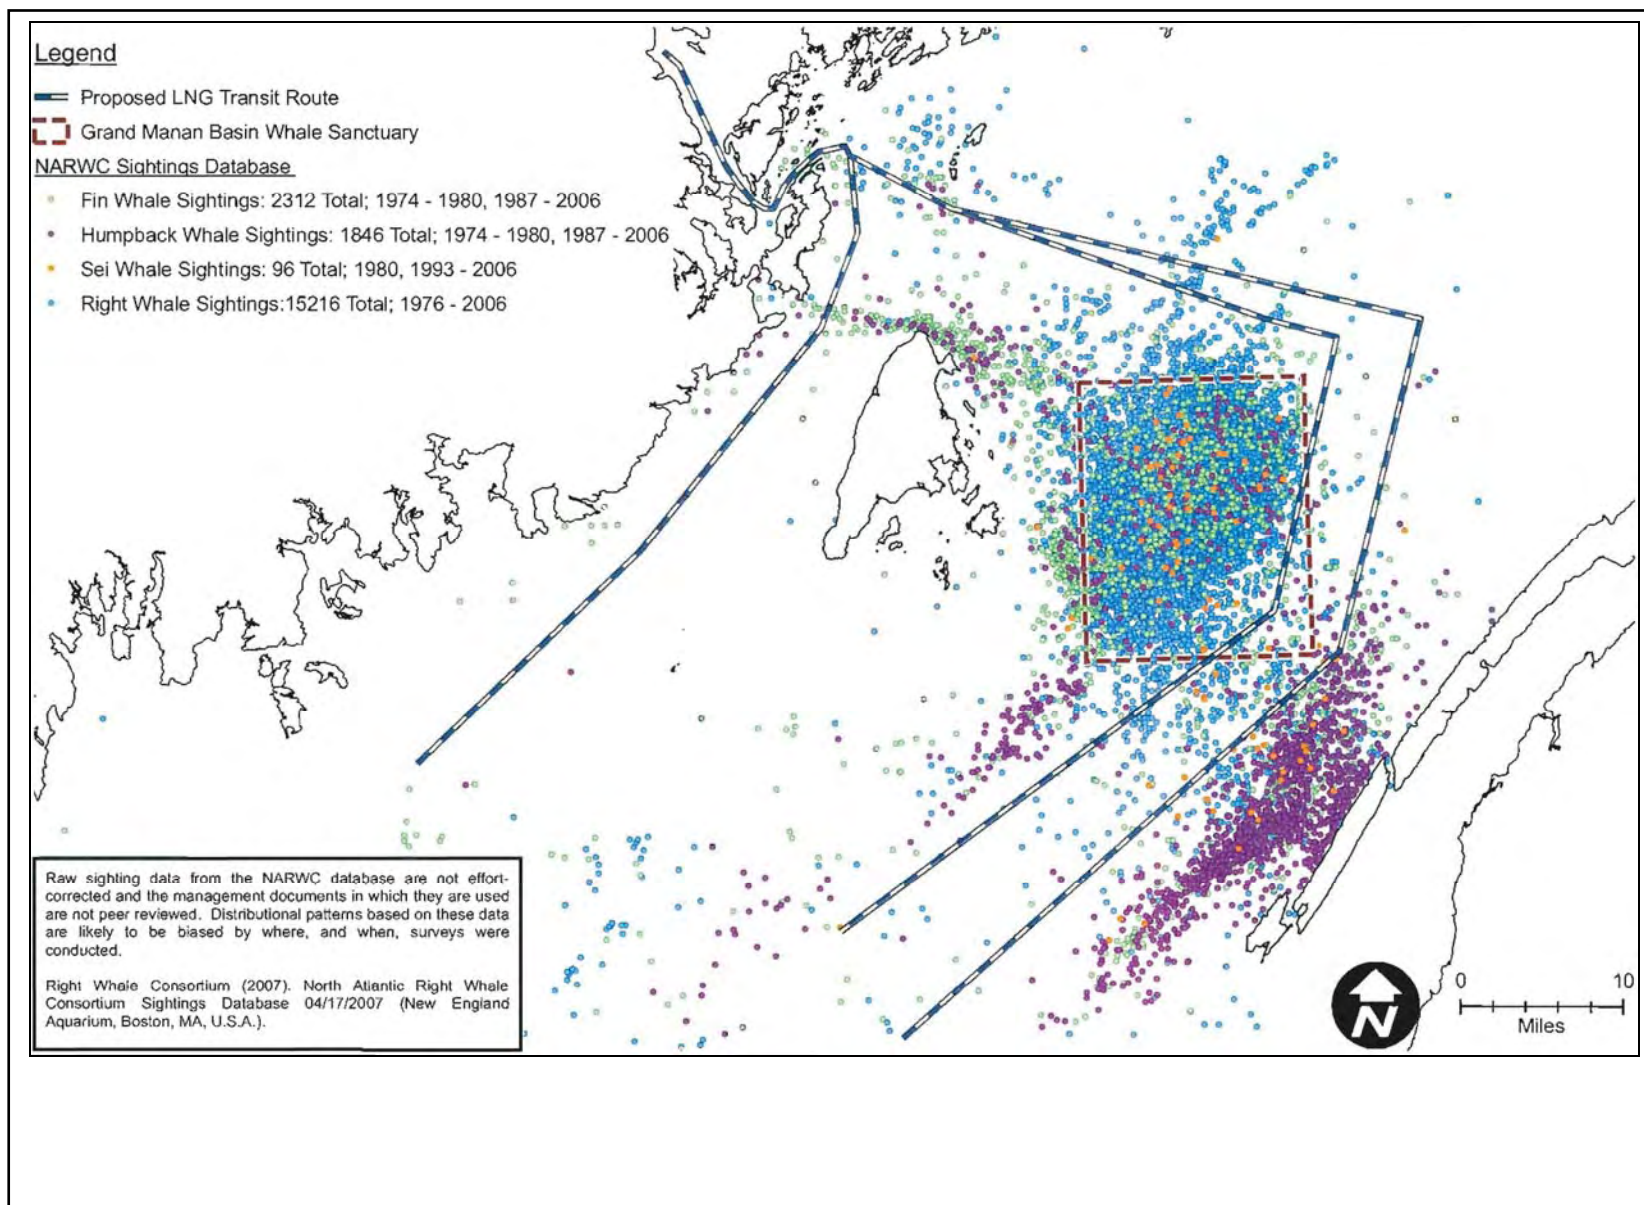 Legend
Proposed LNG Transit Route
Grand Manan Basin Whale Sanctuary
NARWC Sightings Database
Fin Whale Sightings: 2312 Total; 1974 - 1980, 1987 - 2006
Humpback Whale Sightings: 1846 Total; 1974 - 1980, 1987 - 2006
Sei Whale Sightings: 96 Total; 1980, 1993 - 2006
Right Whale Sightings:15216 Total; 1976 - 2006
Raw sighting data from the NARWC database are not effort-
corrected and the management documents in which they are used
are not peer reviewed. Distributional patterns based on these data
are likely to be biased by where, and when, surveys were
conducted.
Right Whale Consortium (2007). North Atlantic Right Whale
Consortium Sightings Database 04/17/2007 (New England
Aquarium, Boston, MA, U.S.A.).
N
0 10
Miles